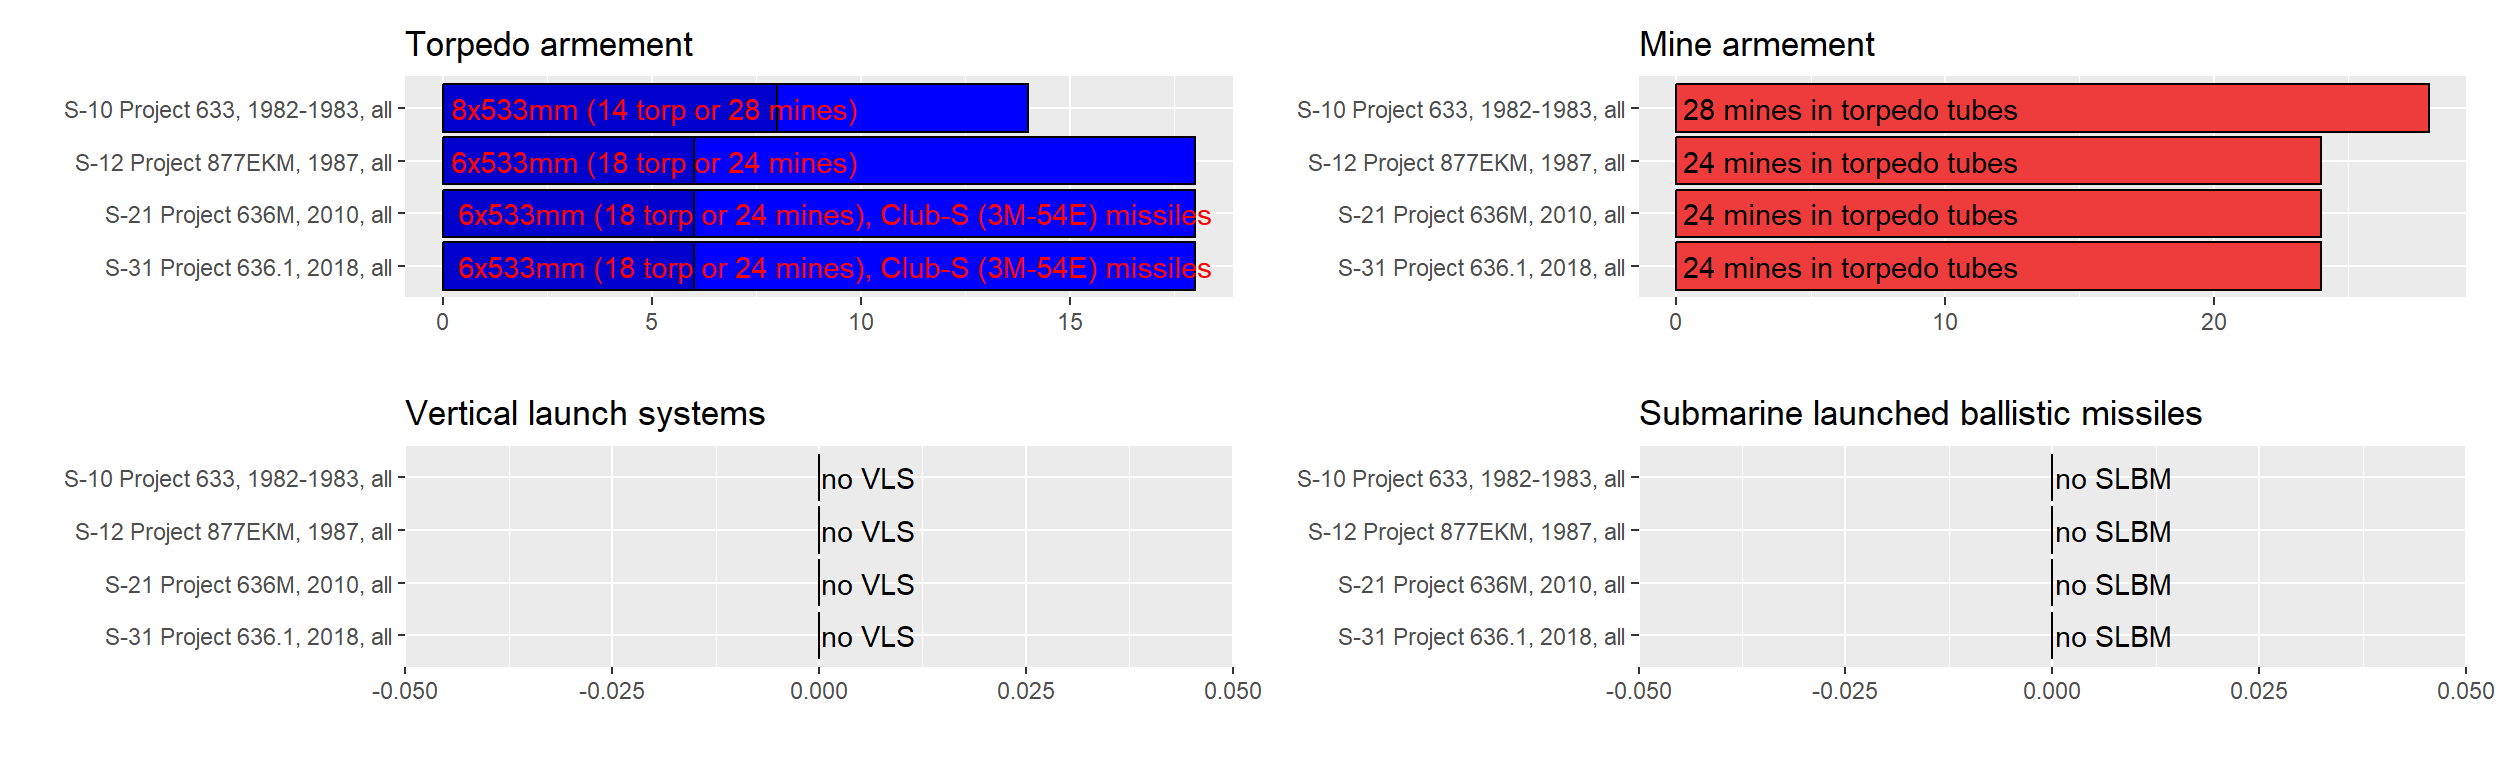 Torpedo armement
S-10 Project 633, 1982-1983, all
8x533mm (14 torp or 28 mines)
S-12 Project 877EKM, 1987, all
6x533mm (18 torp or 24 mines)
S-21 Project 636M, 2010, all
6x533mm (18 torp or 24 mines), Club-S (3M-54E) missiles
S-31 Project 636.1, 2018, all
6x533mm (18 torp or 24 mines), Club-S (3M-54E) missiles
0 5 10 15
Mine armement
S-10 Project 633, 1982-1983, all
28 mines in torpedo tubes
S-12 Project 877EKM, 1987, all
24 mines in torpedo tubes
S-21 Project 636M, 2010, all
24 mines in torpedo tubes
S-31 Project 636.1, 2018, all
24 mines in torpedo tubes
0 10 20
Vertical launch systems
S-10 Project 633, 1982-1983, all
no VLS
S-12 Project 877EKM, 1987, all
no VLS
S-21 Project 636M, 2010, all
no VLS
S-31 Project 636.1, 2018, all
no VLS
-0.050 -0.025 0.000 0.025 0.050
Submarine launched ballistic missiles
S-10 Project 633, 1982-1983, all
no SLBM
S-12 Project 877EKM, 1987, all
no SLBM
S-21 Project 636M, 2010, all
no SLBM
S-31 Project 636.1, 2018, all
no SLBM
-0.050 -0.025 0.000 0.025 0.050